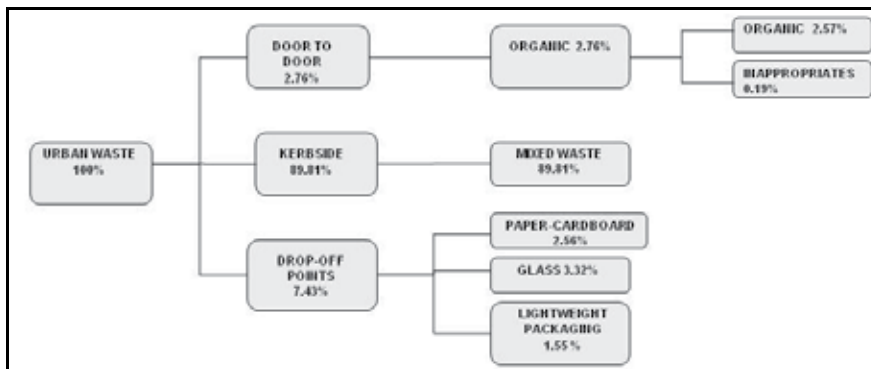 URBAN WASTE
100%
DOOR TO
DOOR
2.76%
ORGANIC 2.76%
ORGANIC 2.57%
INAPPROPRIATES
0.19%
KERBSIDE
89.81%
MIXED WASTE
89.81%
DROP-OFF
POINTS
7.43%
PAPER-CARDBOARD
2.56%
GLASS 3.32%
LIGHTWEIGHT
PACKAGING
1.55%